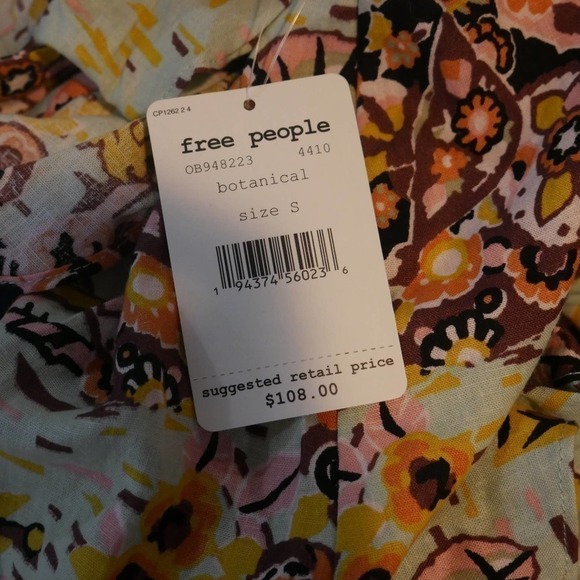 CP1262 2 4
free people
OB948223 4410
botanical
size S
1 94374 56023 6
suggested retail price
$108.00